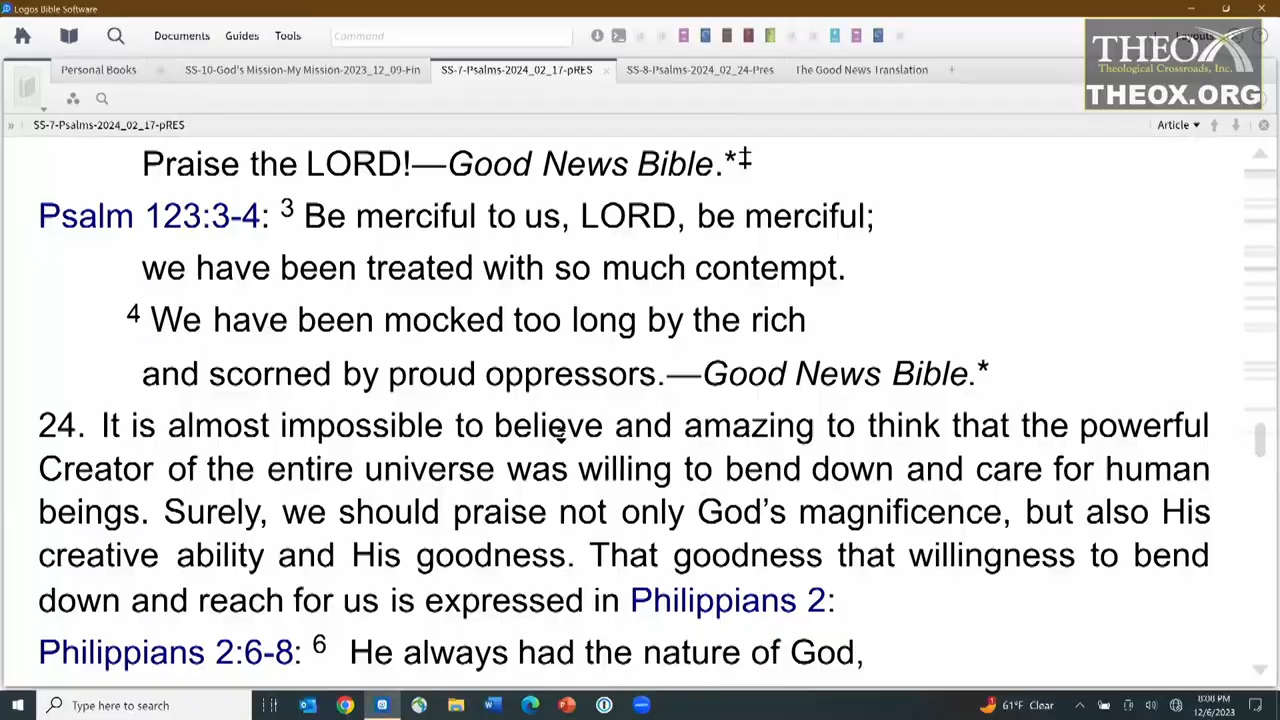 Logos Bible Software
Documents Guides Tools Command
THEOX
Theological Crossroads, Inc.
THEOX.ORG
Personal Books SS-10-God's Mission-My Mission-2023_12_09-Fin SS-7-Psalms-2024_02_17-pRES SS-8-Psalms-2024_02_24-Pres The Good News Translation
» SS-7-Psalms-2024_02_17-pRES Article
Praise the LORD!—Good News Bible.*‡
Psalm 123:3-4: 3 Be merciful to us, LORD, be merciful;
we have been treated with so much contempt.
4 We have been mocked too long by the rich
and scorned by proud oppressors.—Good News Bible.*
24. It is almost impossible to believe and amazing to think that the powerful
Creator of the entire universe was willing to bend down and care for human
beings. Surely, we should praise not only God's magnificence, but also His
creative ability and His goodness. That goodness that willingness to bend
down and reach for us is expressed in Philippians 2:
Philippians 2:6-8: 6 He always had the nature of God,
Type here to search
61°F Clear
8:08 PM
12/6/2023